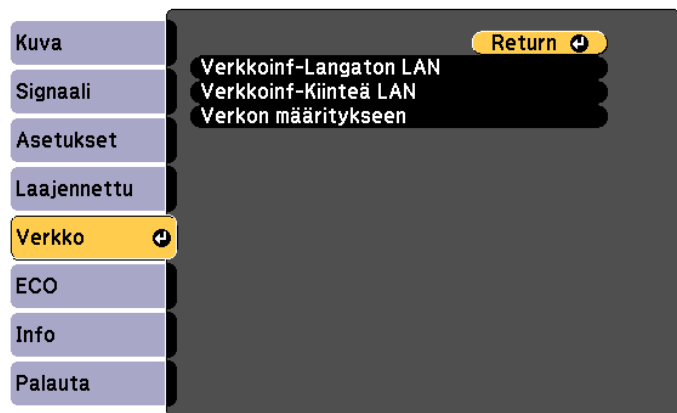 Kuva
Signaali
Asetukset
Laajennettu
Verkko
ECO
Info
Palauta
Return
Verkkoinf-Langaton LAN
Verkkoinf-Kiinteä LAN
Verkon määritykseen